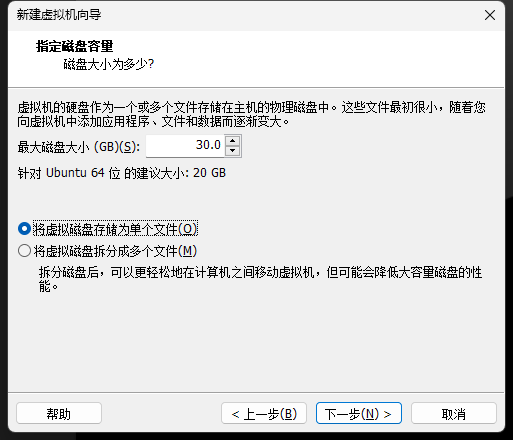 新建虚拟机向导
指定磁盘容量
磁盘大小为多少?
虚拟机的硬盘作为一个或多个文件存储在主机的物理磁盘中。这些文件最初很小，随着您
向虚拟机中添加应用程序、文件和数据而逐渐变大。
最大磁盘大小 (GB)(S): 30.0
针对 Ubuntu 64 位 的建议大小: 20 GB
将虚拟磁盘存储为单个文件(O)
将虚拟磁盘拆分成多个文件(M)
拆分磁盘后，可以更轻松地在计算机之间移动虚拟机，但可能会降低大容量磁盘的性
能。
帮助 < 上一步(B) 下一步(N) > 取消